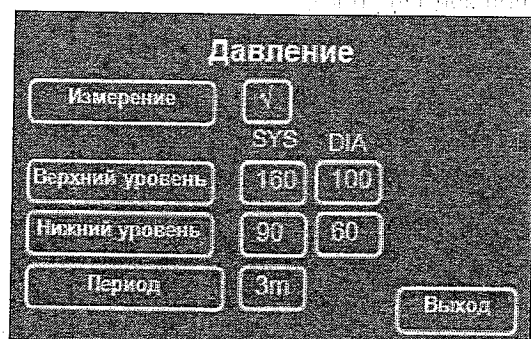 Давление
Измерение √
SYS DIA
Верхний уровень 160 100
Нижний уровень 90 60
Период 3m
Выход